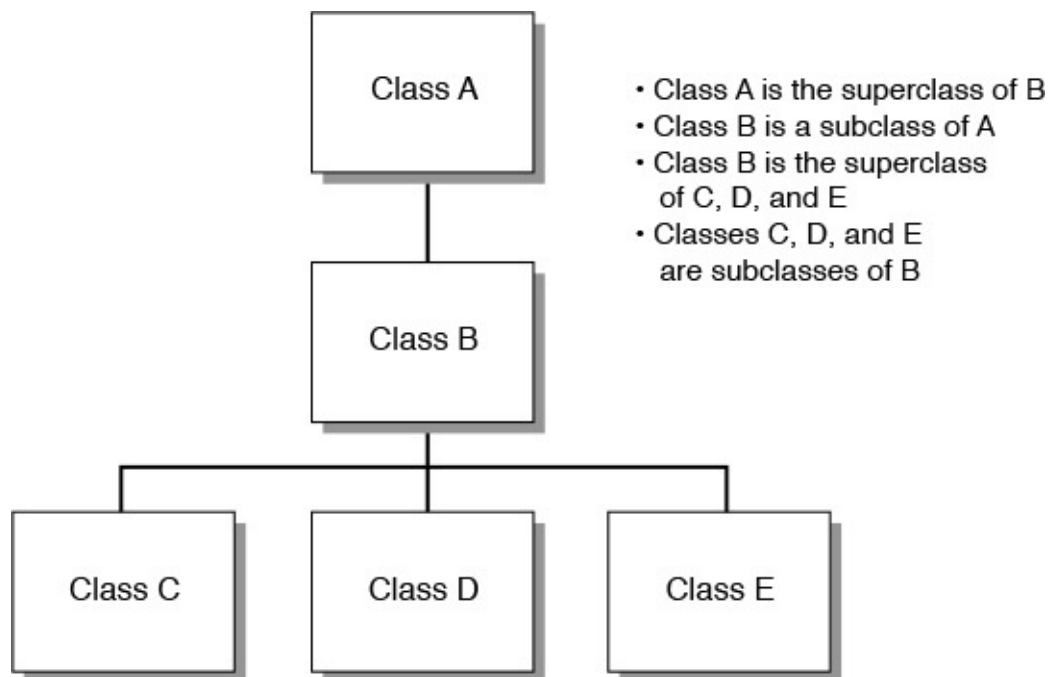 Class A
• Class A is the superclass of B
• Class B is a subclass of A
• Class B is the superclass
of C, D, and E
• Classes C, D, and E
are subclasses of B
Class B
Class C
Class D
Class E